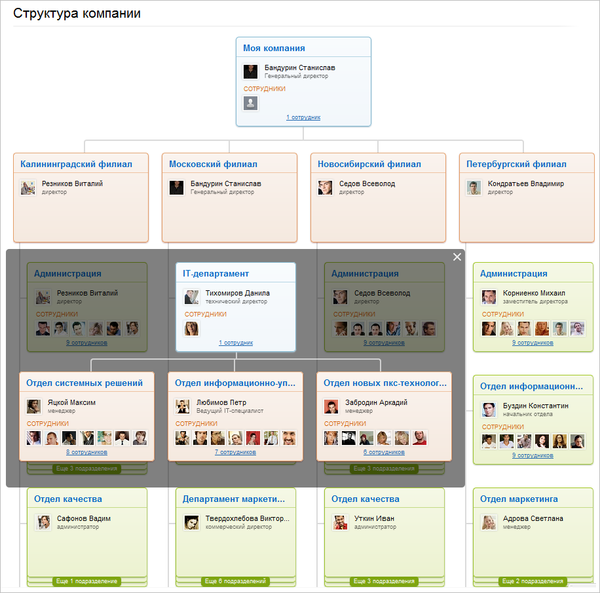 Структура компании
Моя компания
Бандурин Станислав
Генеральный директор
СОТРУДНИКИ
1 сотрудник
Калининградский филиал
Резников Виталий
директор
Московский филиал
Бандурин Станислав
Генеральный директор
Новосибирский филиал
Седов Всеволод
директор
Петербургский филиал
Кондратьев Владимир
директор
Администрация
Резников Виталий
директор
СОТРУДНИКИ
9 сотрудников
IT-департамент
Тихомиров Данила
технический директор
СОТРУДНИКИ
1 сотрудник
Администрация
Седов Всеволод
директор
СОТРУДНИКИ
8 сотрудников
Администрация
Корниенко Михаил
заместитель директора
СОТРУДНИКИ
9 сотрудников
Отдел системных решений
Яцкой Максим
менеджер
СОТРУДНИКИ
8 сотрудников
Отдел информационно-уп...
Любимов Петр
Ведущий IT-специалист
СОТРУДНИКИ
7 сотрудников
Отдел новых пкс-технолог...
Забродин Аркадий
менеджер
СОТРУДНИКИ
6 сотрудников
Отдел информационн...
Буздин Константин
начальник отдела
СОТРУДНИКИ
9 сотрудников
Еще 3 подразделения
Еще 3 подразделения
Отдел качества
Сафонов Вадим
администратор
Еще 1 подразделение
Департамент маркети...
Твердохлебова Виктор...
коммерческий директор
Еще 6 подразделений
Отдел качества
Уткин Иван
администратор
Еще 3 подразделения
Отдел маркетинга
Адрова Светлана
менеджер
Еще 2 подразделения